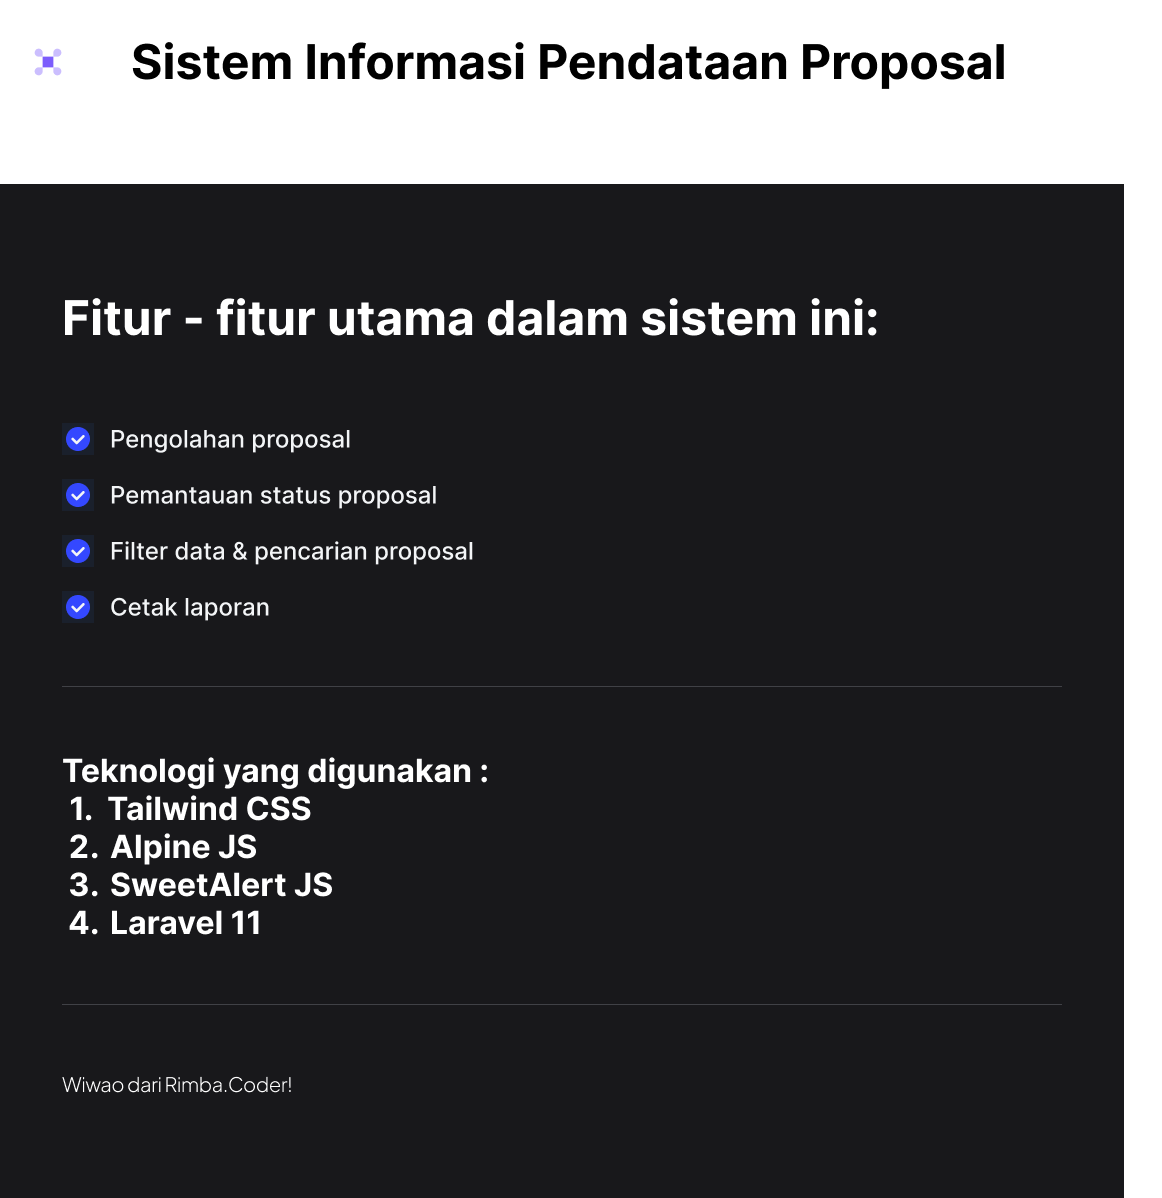 Sistem Informasi Pendataan Proposal
Fitur - fitur utama dalam sistem ini:
Pengolahan proposal
Pemantauan status proposal
Filter data & pencarian proposal
Cetak laporan
Teknologi yang digunakan :
1. Tailwind CSS
2. Alpine JS
3. SweetAlert JS
4. Laravel 11
Wiwao dari Rimba.Coder!